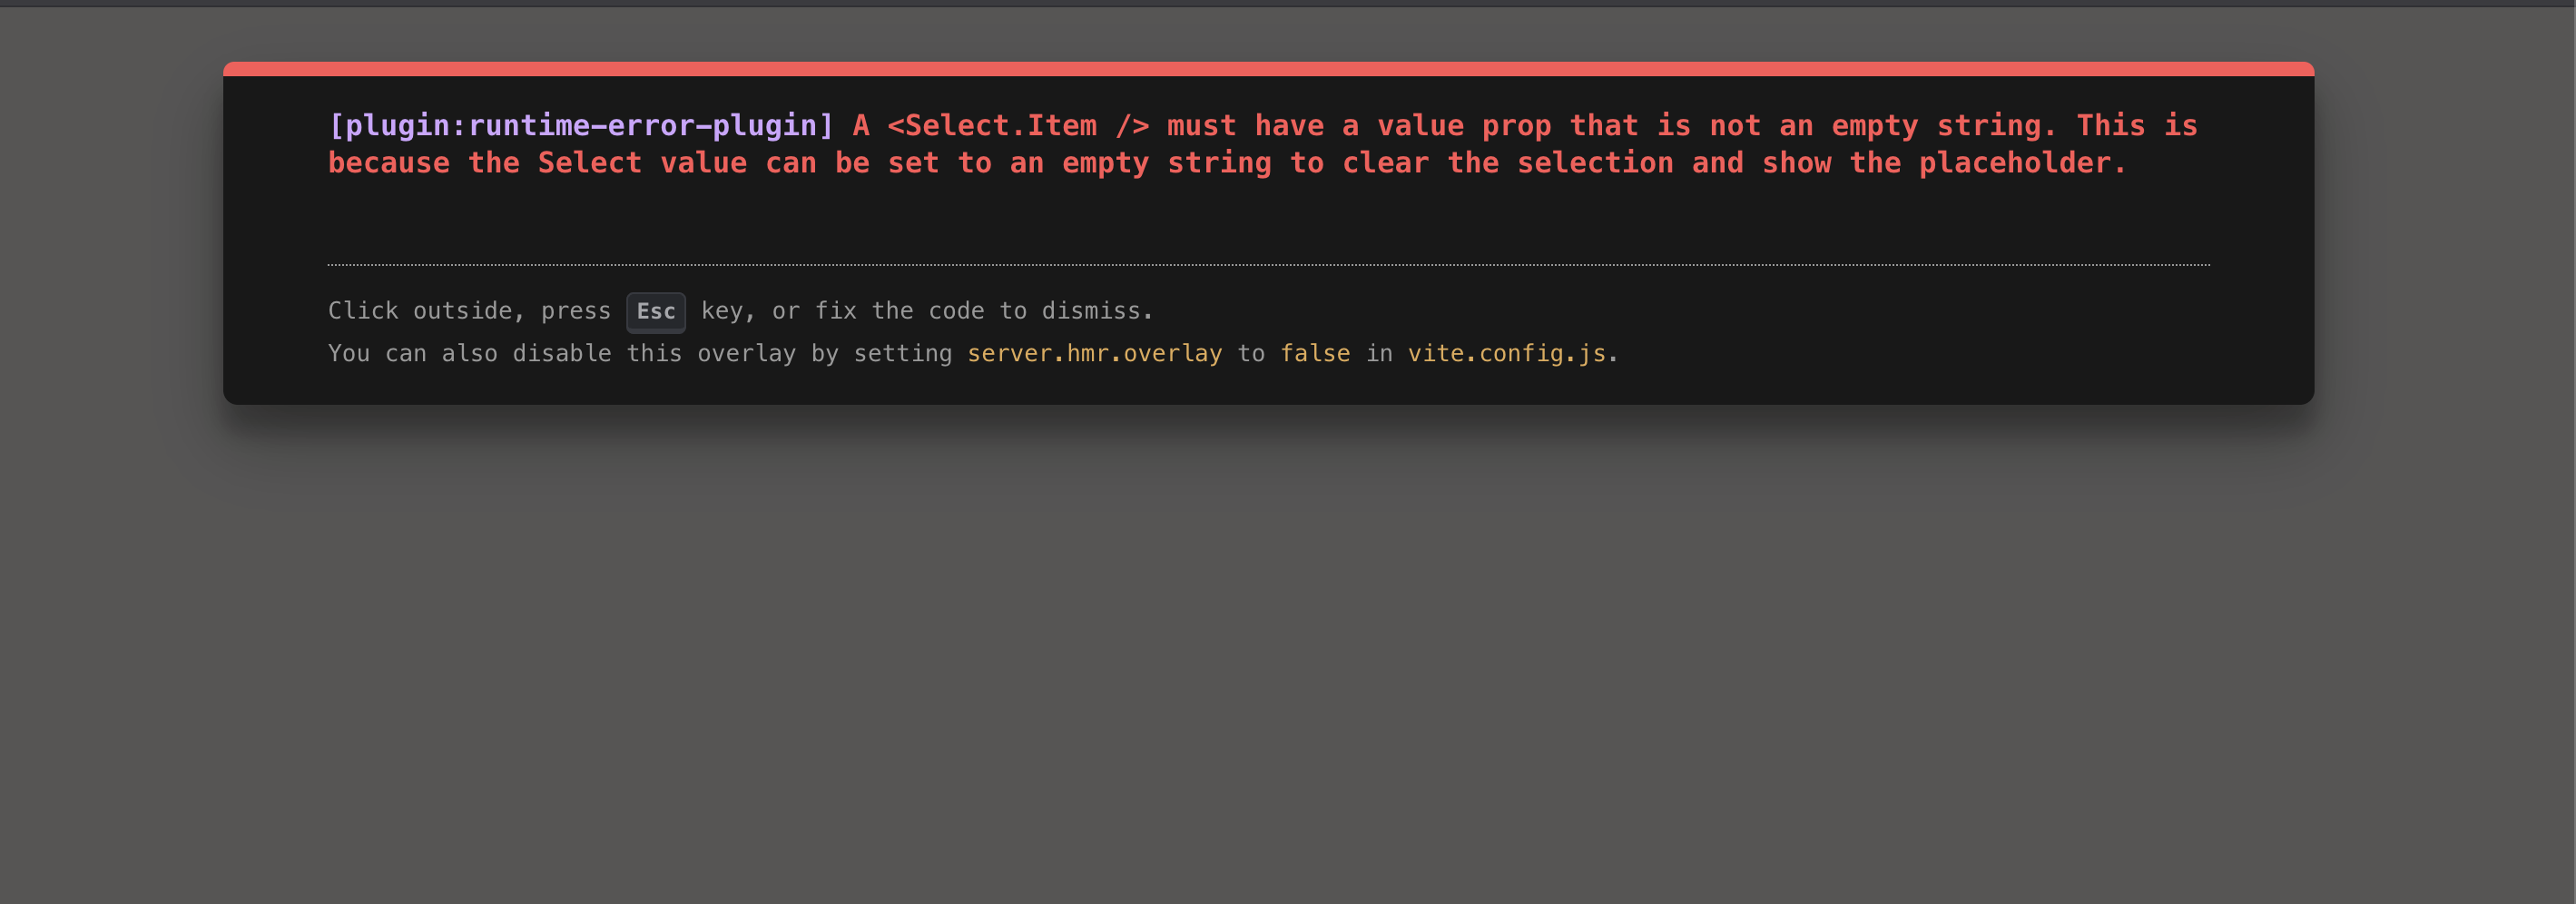 [plugin:runtime-error-plugin] A <Select.Item /> must have a value prop that is not an empty string. This is
because the Select value can be set to an empty string to clear the selection and show the placeholder.
Click outside, press Esc key, or fix the code to dismiss.
You can also disable this overlay by setting server.hmr.overlay to false in vite.config.js.